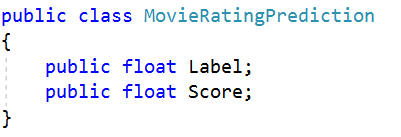 public class MovieRatingPrediction
{
    public float Label;
    public float Score;
}